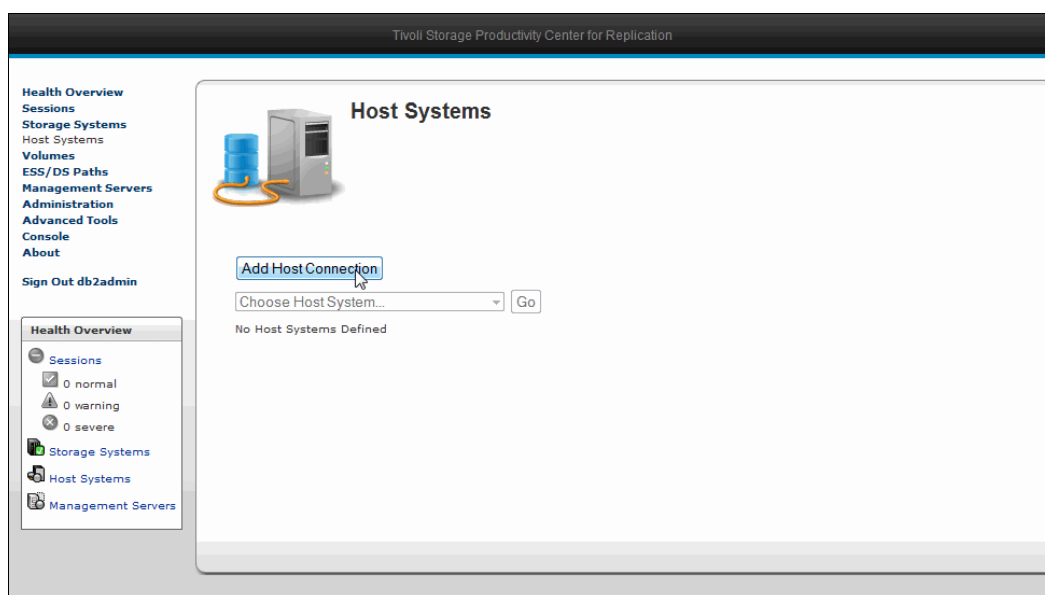 Tivoli Storage Productivity Center for Replication
Health Overview
Sessions
Storage Systems
Host Systems
Volumes
ESS/DS Paths
Management Servers
Administration
Advanced Tools
Console
About
Sign Out db2admin
Health Overview
Sessions
0 normal
0 warning
0 severe
Storage Systems
Host Systems
Management Servers
Host Systems
Add Host Connection
Choose Host System...
Go
No Host Systems Defined